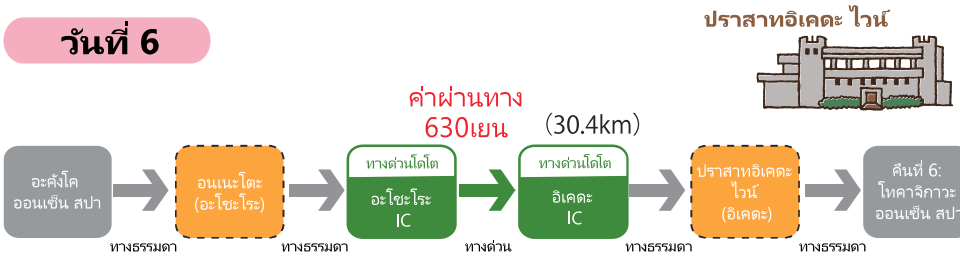 วันที่ 6
ปราสาทอิเคดะ ไวน์
ค่าผ่านทาง
630เยน
(30.4km)
อะคังโค
ออนเซ็น สปา
ทางธรรมดา
อนเนะโตะ
(อะโชะโระ)
ทางธรรมดา
ทางด่วนโดโต
อะโชะโระ
IC
ทางด่วน
ทางด่วนโดโต
อิเคดะ
IC
ทางธรรมดา
ปราสาทอิเคดะ
ไวน์
(อิเคดะ)
ทางธรรมดา
คืนที่ 6:
โทคาจิกาวะ
ออนเซ็น สปา